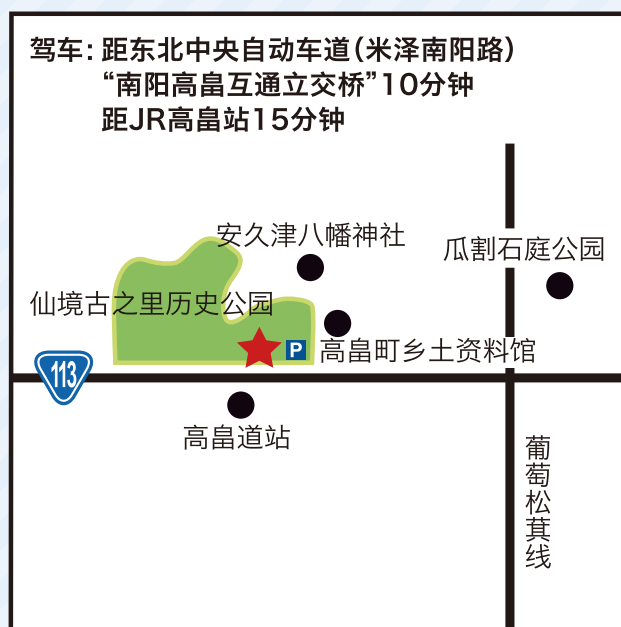 驾车：距东北中央自动车道（米泽南阳路）
“南阳高畠互通立交桥”10分钟
距JR高畠站15分钟
安久津八幡神社
瓜割石庭公园
仙境古之里历史公园
P
高畠町乡土资料馆
113
高畠道站
葡萄松萁线